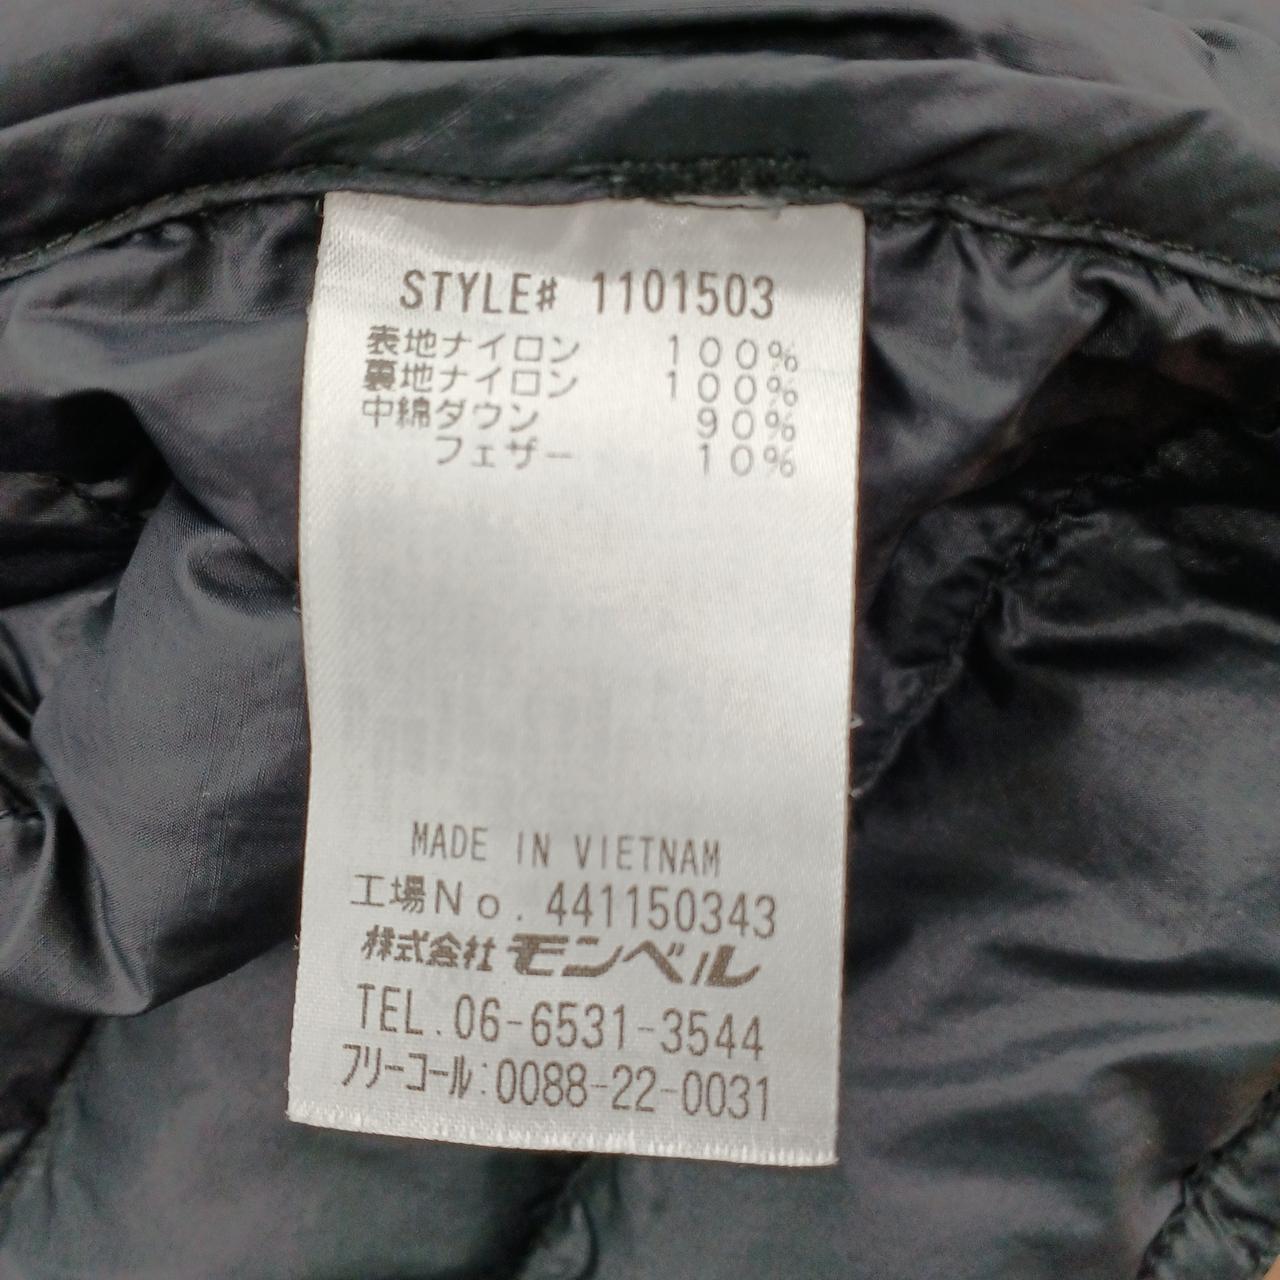 STYLE# 1101503
表地ナイロン 100%
裏地ナイロン 100%
中綿ダウン 90%
フェザー 10%
MADE IN VIETNAM
工場No. 441150343
株式会社モンベル
TEL. 06-6531-3544
フリーコール:0088-22-0031